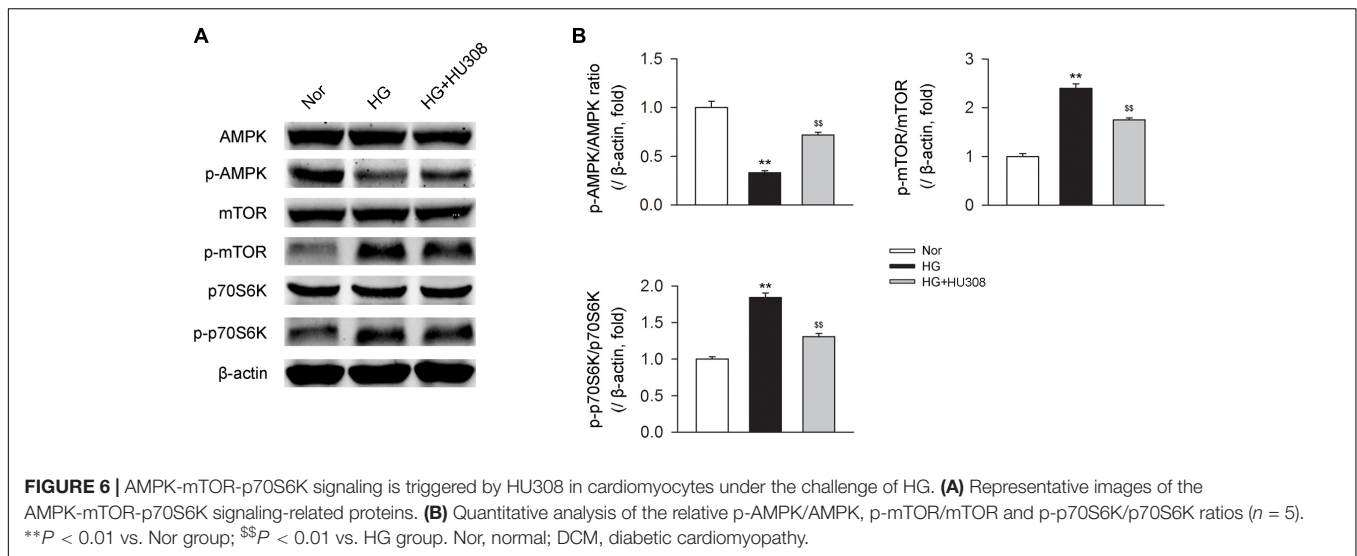 A
Nor
HG
HG+HU308
AMPK
p-AMPK
mTOR
p-mTOR
p70S6K
p-p70S6K
β-actin
B
p-AMPK/AMPK ratio
(/ β-actin, fold)
1.5
1.0
0.5
0.0
**
$$
p-mTOR/mTOR
(/ β-actin, fold)
3
2
1
0
**
$$
Nor
HG
HG+HU308
p-p70S6K/p70S6K
(/ β-actin, fold)
2.0
1.5
1.0
0.5
0.0
**
$$
FIGURE 6 | AMPK-mTOR-p70S6K signaling is triggered by HU308 in cardiomyocytes under the challenge of HG. (A) Representative images of the
AMPK-mTOR-p70S6K signaling-related proteins. (B) Quantitative analysis of the relative p-AMPK/AMPK, p-mTOR/mTOR and p-p70S6K/p70S6K ratios (n = 5).
**P < 0.01 vs. Nor group; $$P < 0.01 vs. HG group. Nor, normal; DCM, diabetic cardiomyopathy.